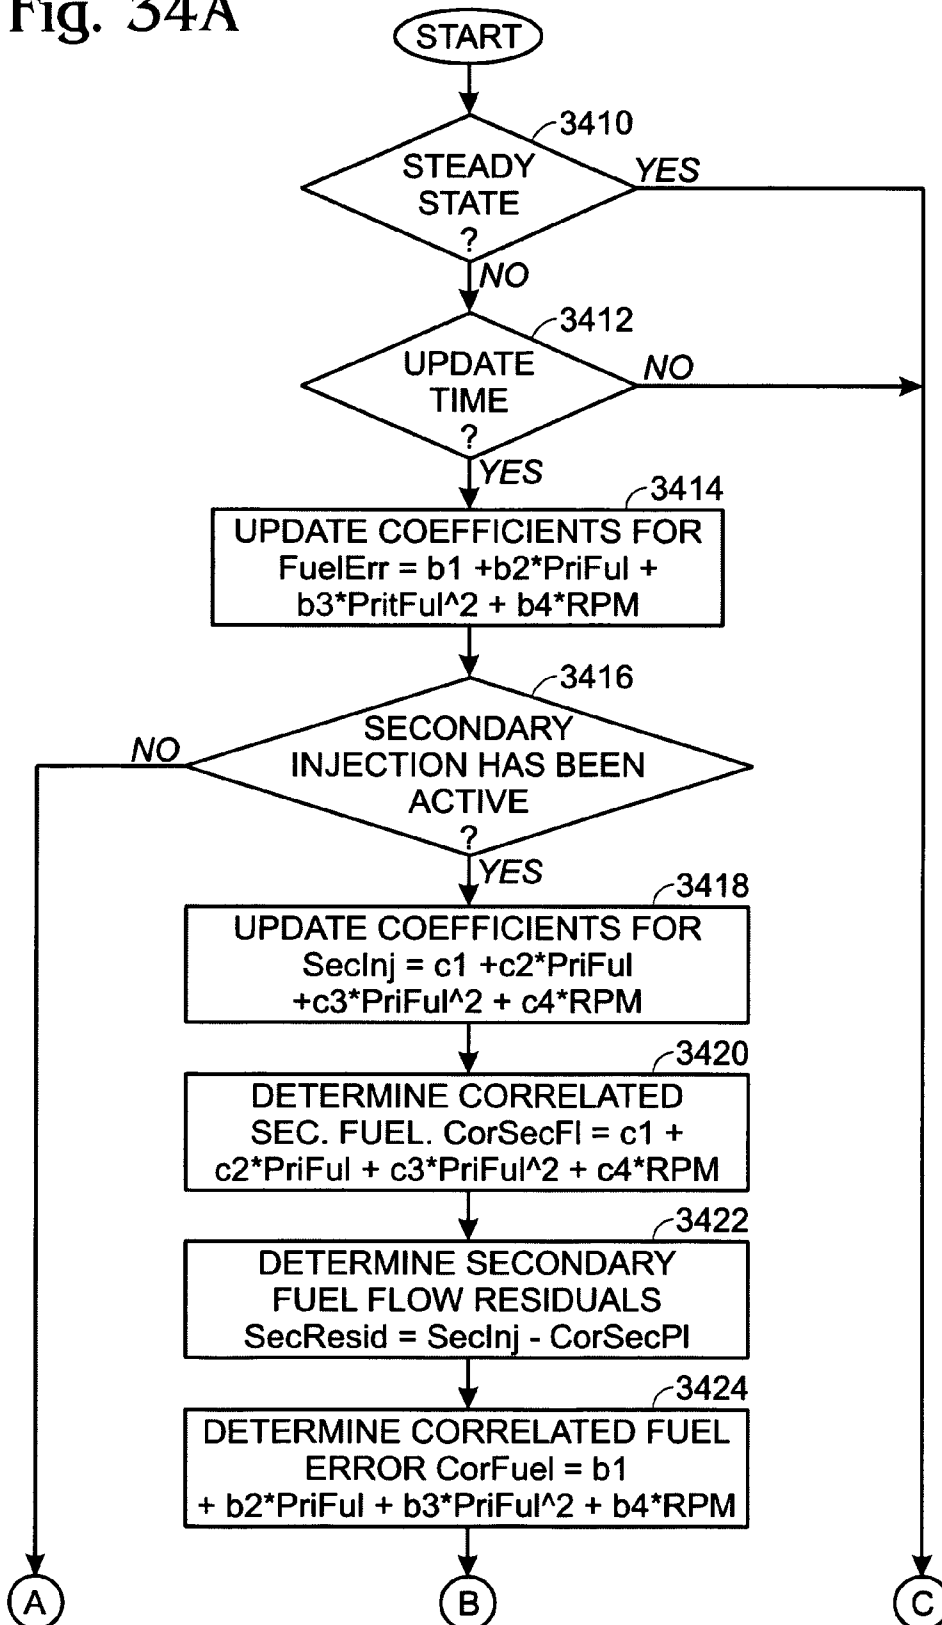 Fig. 34A
START
3410
STEADY
STATE
?
YES
NO
3412
UPDATE
TIME
?
NO
YES
3414
UPDATE COEFFICIENTS FOR
FuelErr = b1 +b2*PriFul +
b3*PritFul^2 + b4*RPM
3416
SECONDARY
INJECTION HAS BEEN
ACTIVE
?
NO
YES
3418
UPDATE COEFFICIENTS FOR
SecInj = c1 +c2*PriFul
+c3*PriFul^2 + c4*RPM
3420
DETERMINE CORRELATED
SEC. FUEL. CorSecFl = c1 +
c2*PriFul + c3*PriFul^2 + c4*RPM
3422
DETERMINE SECONDARY
FUEL FLOW RESIDUALS
SecResid = SecInj - CorSecPl
3424
DETERMINE CORRELATED FUEL
ERROR CorFuel = b1
+ b2*PriFul + b3*PriFul^2 + b4*RPM
A
B
C